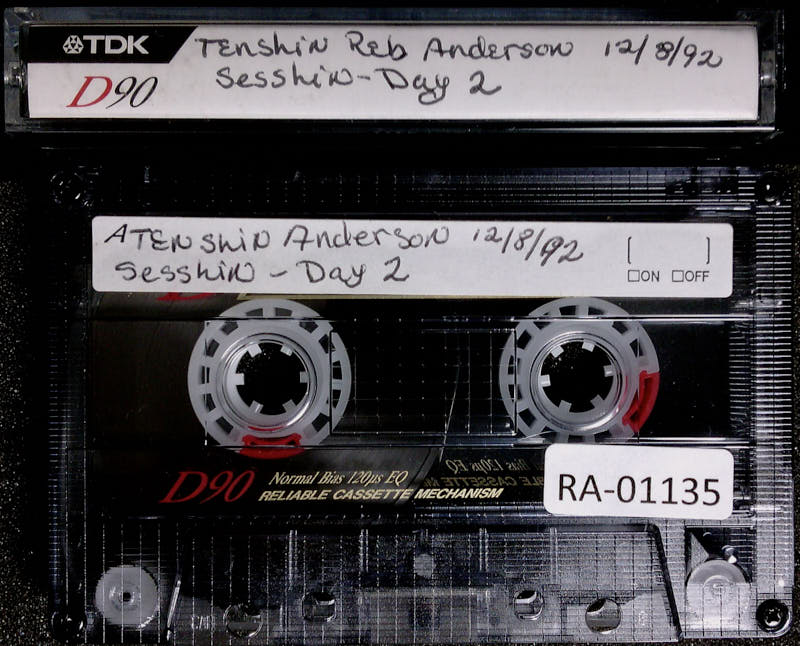 TDK
D90
Tenshin Reb Anderson 12/8/92
Sesshin - Day 2
A Tenshin Anderson 12/8/92
Sesshin - Day 2
[ ]
□ON □OFF
D90 Normal Bias 120µs EQ
RELIABLE CASSETTE MECHANISM
RA-01135